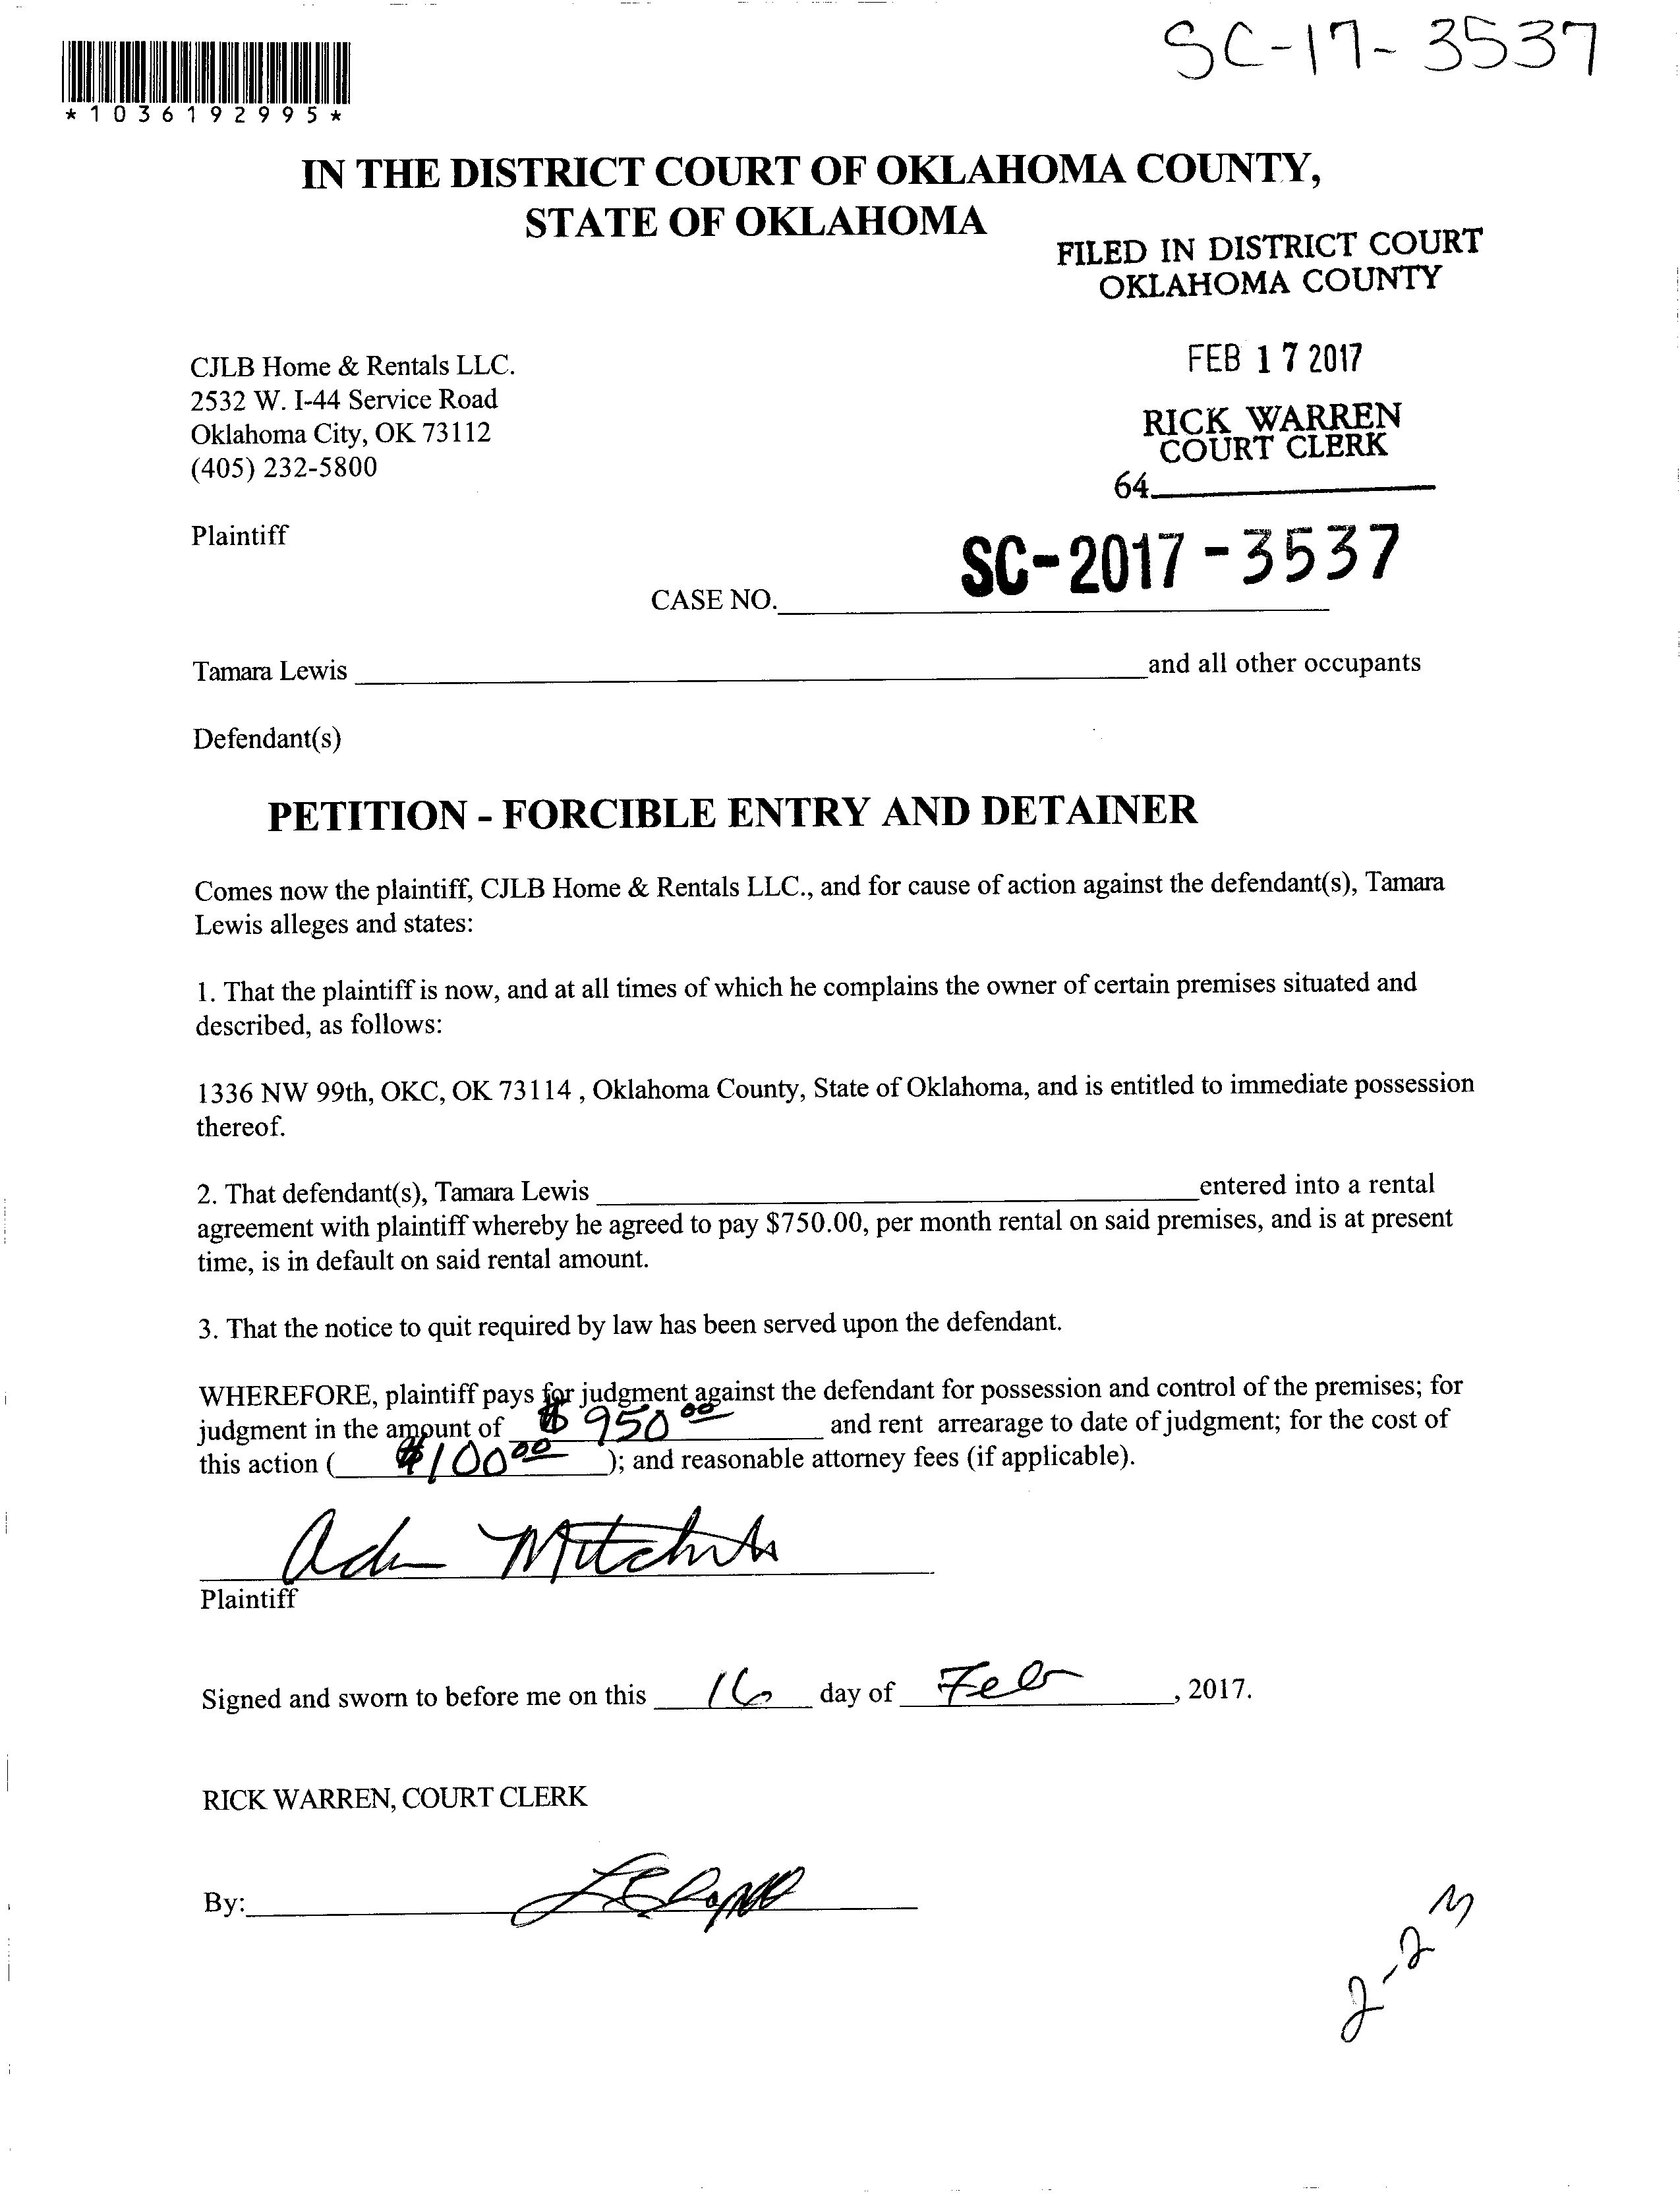 SC-17-3537
*1036192995*
IN THE DISTRICT COURT OF OKLAHOMA COUNTY,
STATE OF OKLAHOMA
FILED IN DISTRICT COURT
OKLAHOMA COUNTY
FEB 17 2017
RICK WARREN
COURT CLERK
64
CJLB Home & Rentals LLC.
2532 W. I-44 Service Road
Oklahoma City, OK 73112
(405) 232-5800
Plaintiff
CASE NO. SC-2017-3537
Tamara Lewis and all other occupants
Defendant(s)
PETITION - FORCIBLE ENTRY AND DETAINER
Comes now the plaintiff, CJLB Home & Rentals LLC., and for cause of action against the defendant(s), Tamara
Lewis alleges and states:
1. That the plaintiff is now, and at all times of which he complains the owner of certain premises situated and
described, as follows:
1336 NW 99th, OKC, OK 73114 , Oklahoma County, State of Oklahoma, and is entitled to immediate possession
thereof.
2. That defendant(s), Tamara Lewis entered into a rental
agreement with plaintiff whereby he agreed to pay $750.00, per month rental on said premises, and is at present
time, is in default on said rental amount.
3. That the notice to quit required by law has been served upon the defendant.
WHEREFORE, plaintiff pays for judgment against the defendant for possession and control of the premises; for
judgment in the amount of $950 00 and rent arrearage to date of judgment; for the cost of
this action ( $100 00 ); and reasonable attorney fees (if applicable).
Plaintiff
Signed and sworn to before me on this 16 day of Feb , 2017.
RICK WARREN, COURT CLERK
By:
2-23